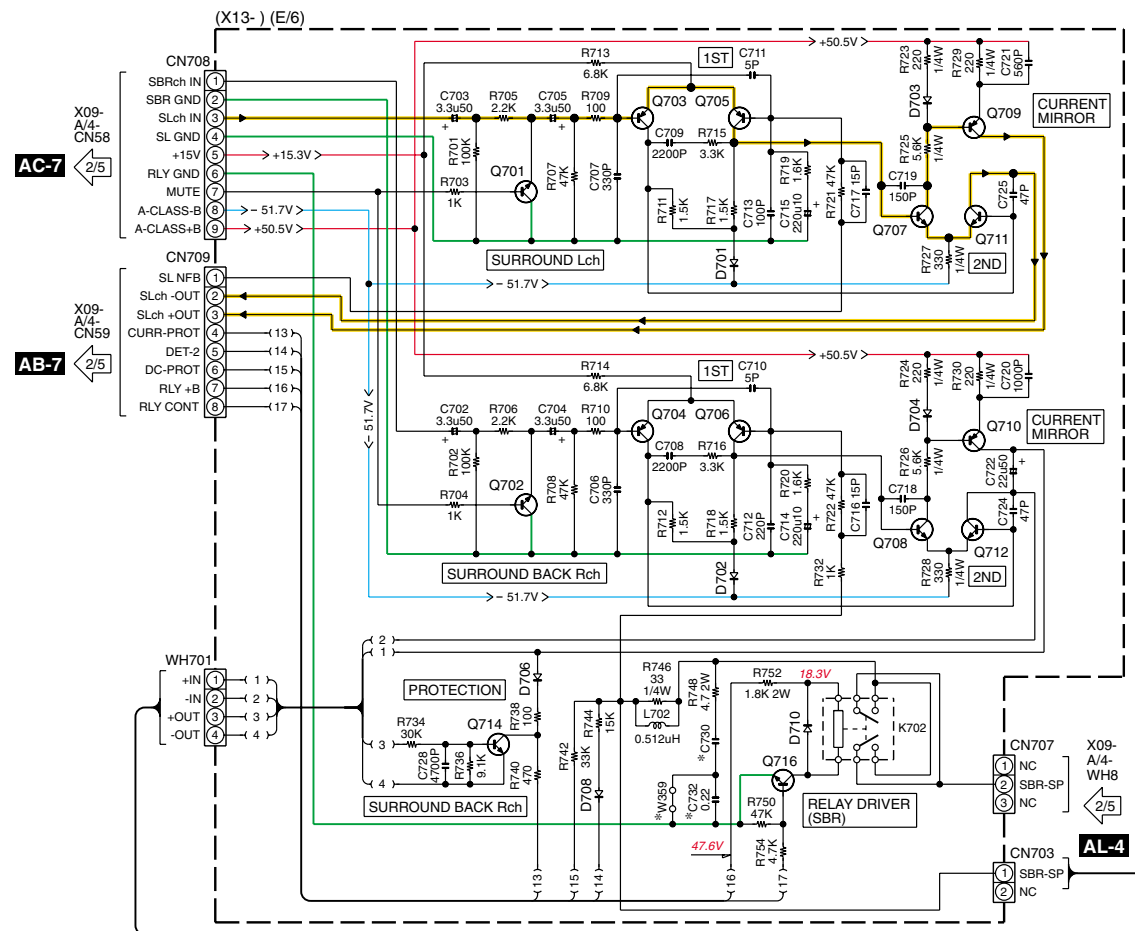 (X13- ) (E/6)
CN708
SBRch IN 1
SBR GND 2
SLch IN 3
SL GND 4
+15V 5
RLY GND 6
MUTE 7
A-CLASS-B 8
A-CLASS+B 9
X09-
A/4-
CN58
AC-7
2/5
+15.3V
− 51.7V
+50.5V
CN709
SL NFB 1
SLch -OUT 2
SLch +OUT 3
CURR-PROT 4
DET-2 5
DC-PROT 6
RLY +B 7
RLY CONT 8
13
14
15
16
17
X09-
A/4-
CN59
AB-7
2/5
− 51.7V
C703
3.3u50
+
R705
2.2K
C705
3.3u50
+
R709
100
R713
6.8K
C711
5P
1ST
Q703
Q705
R701
100K
R703
1K
Q701
R707
47K
C707
330P
C709
2200P
R715
3.3K
R711
1.5K
R717
1.5K
C713
100P
C715
220u10
+
R719
1.6K
R721 47K
C717 15P
D701
SURROUND Lch
− 51.7V
+50.5V
R723
220
1/4W
R729
220
1/4W
C721
560P
D703
Q709
CURRENT
MIRROR
R725
5.6K
1/4W
C719
150P
Q707
Q711
C725
47P
R727
330
1/4W
2ND
C702
3.3u50
+
R706
2.2K
C704
3.3u50
+
R710
100
R714
6.8K
C710
5P
1ST
Q704
Q706
R702
100K
R704
1K
Q702
R708
47K
C706
330P
C708
2200P
R716
3.3K
R712
1.5K
R718
1.5K
C712
220P
C714
220u10
+
R720
1.6K
R722 47K
C716 15P
R732
1K
D702
SURROUND BACK Rch
− 51.7V
+50.5V
R724
220
1/4W
R730
220
1/4W
C720
1000P
D704
Q710
CURRENT
MIRROR
R726
5.6K
1/4W
C722
22u50
+
C718
150P
Q708
Q712
C724
47P
R728
330
1/4W
2ND
WH701
+IN 1
-IN 2
+OUT 3
-OUT 4
1
2
3
4
2
1
3
4
PROTECTION
R734
30K
C728
4700P
R736
9.1K
Q714
D706
R738
100
R740
470
SURROUND BACK Rch
R742
33K
R744
15K
D708
R746
33
1/4W
L702
0.512uH
R748
4.7 2W
*C730
*W359
*C732
0.22
R750
47K
R752
1.8K 2W
18.3V
D710
Q716
K702
RELAY DRIVER
(SBR)
47.6V
R754
4.7K
13
15
14
16
17
CN707
1 NC
2 SBR-SP
3 NC
X09-
A/4-
WH8
2/5
AL-4
CN703
1 SBR-SP
2 NC